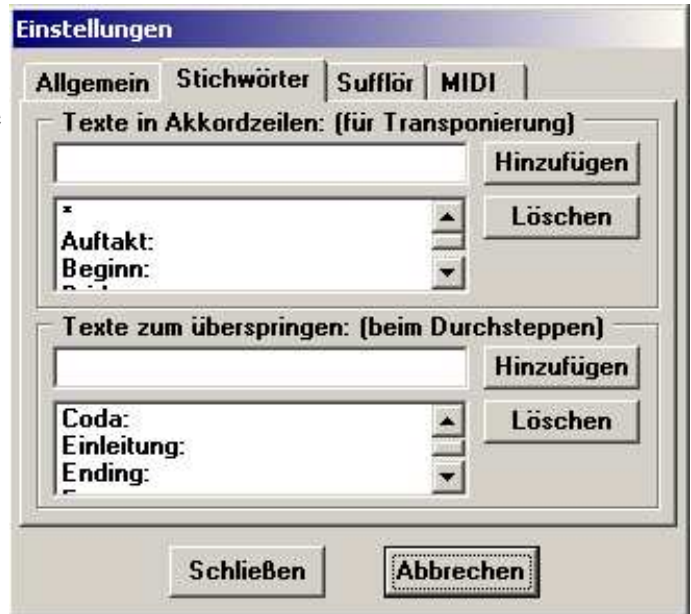 Einstellungen
Allgemein Stichwörter Sufflör MIDI
Texte in Akkordzeilen: (für Transponierung)
Hinzufügen
*
Auftakt:
Beginn:
Löschen
Texte zum überspringen: (beim Durchsteppen)
Hinzufügen
Coda:
Einleitung:
Ending:
Löschen
Schließen Abbrechen